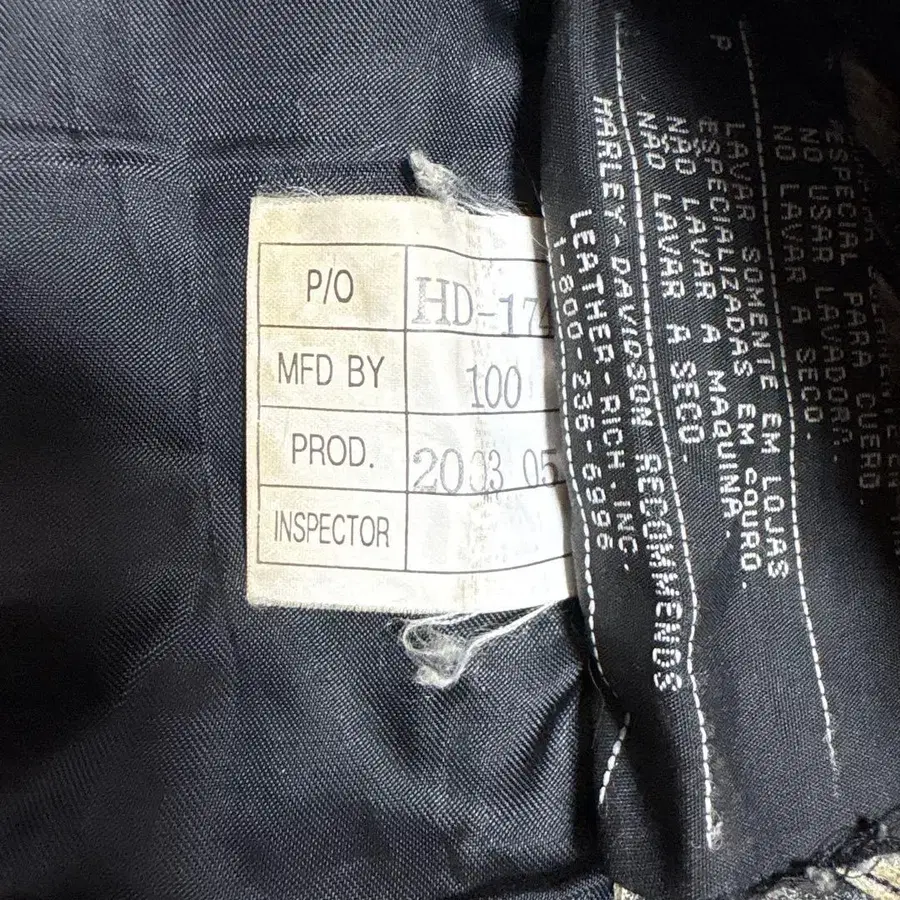 P/O HD-174
MFD BY 100
PROD. 2003 05
INSPECTOR
NO USAR LAVADORA.
NO LAVAR A SECO.
P
LAVAR SOMENTE EM LOJAS
ESPECIALIZADAS EM COURO.
NÃO LAVAR A MAQUINA.
NÃO LAVAR A SECO.
HARLEY-DAVIDSON RECOMMENDS
LEATHER-RICH, INC.
1-800-236-6996
ESPECIAL PARA CUERO.